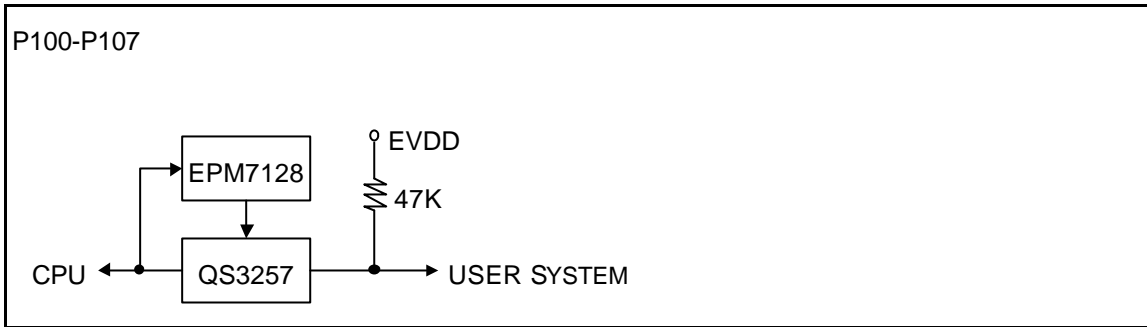 P100-P107
EVDD
EPM7128
47K
CPU
QS3257
USER SYSTEM